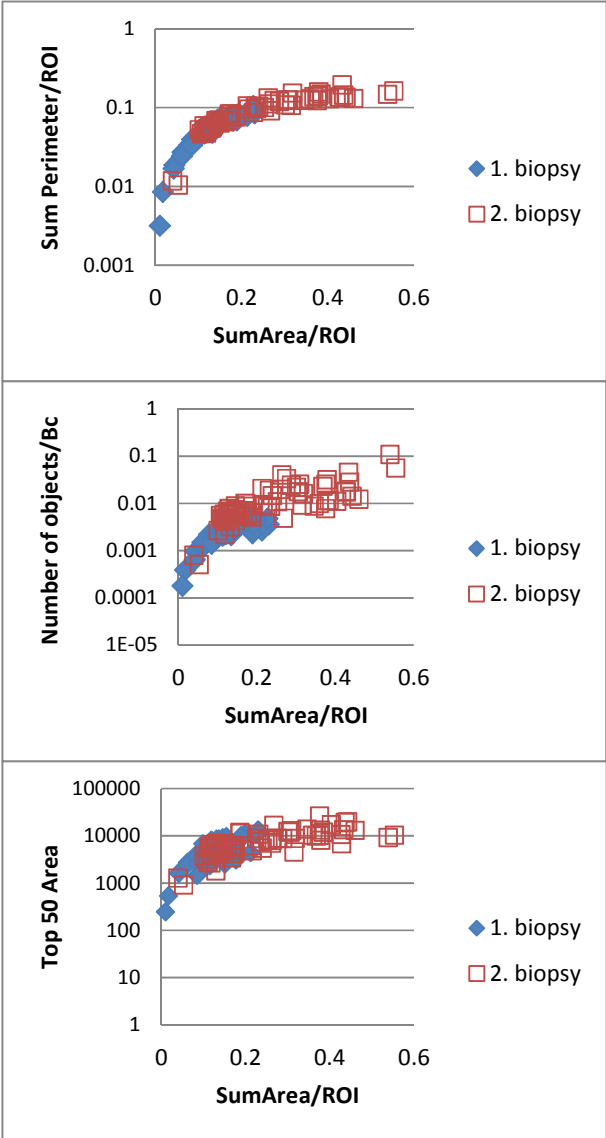 1
0.1
0.01
0.001
Sum Perimeter/ROI
0 0.2 0.4 0.6
SumArea/ROI
1. biopsy
2. biopsy
1
0.1
0.01
0.001
0.0001
1E-05
Number of objects/Bc
0 0.2 0.4 0.6
SumArea/ROI
1. biopsy
2. biopsy
100000
10000
1000
100
10
1
Top 50 Area
0 0.2 0.4 0.6
SumArea/ROI
1. biopsy
2. biopsy